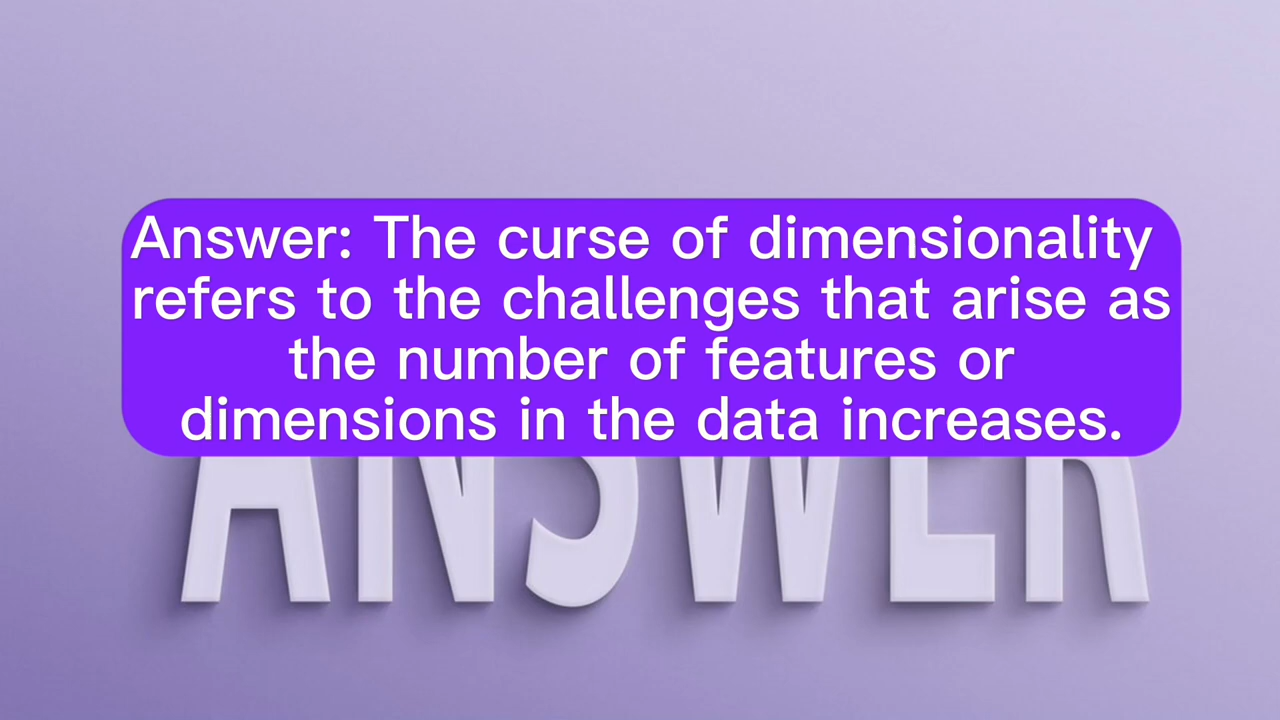 Answer: The curse of dimensionality
refers to the challenges that arise as
the number of features or
dimensions in the data increases.
ANSWER